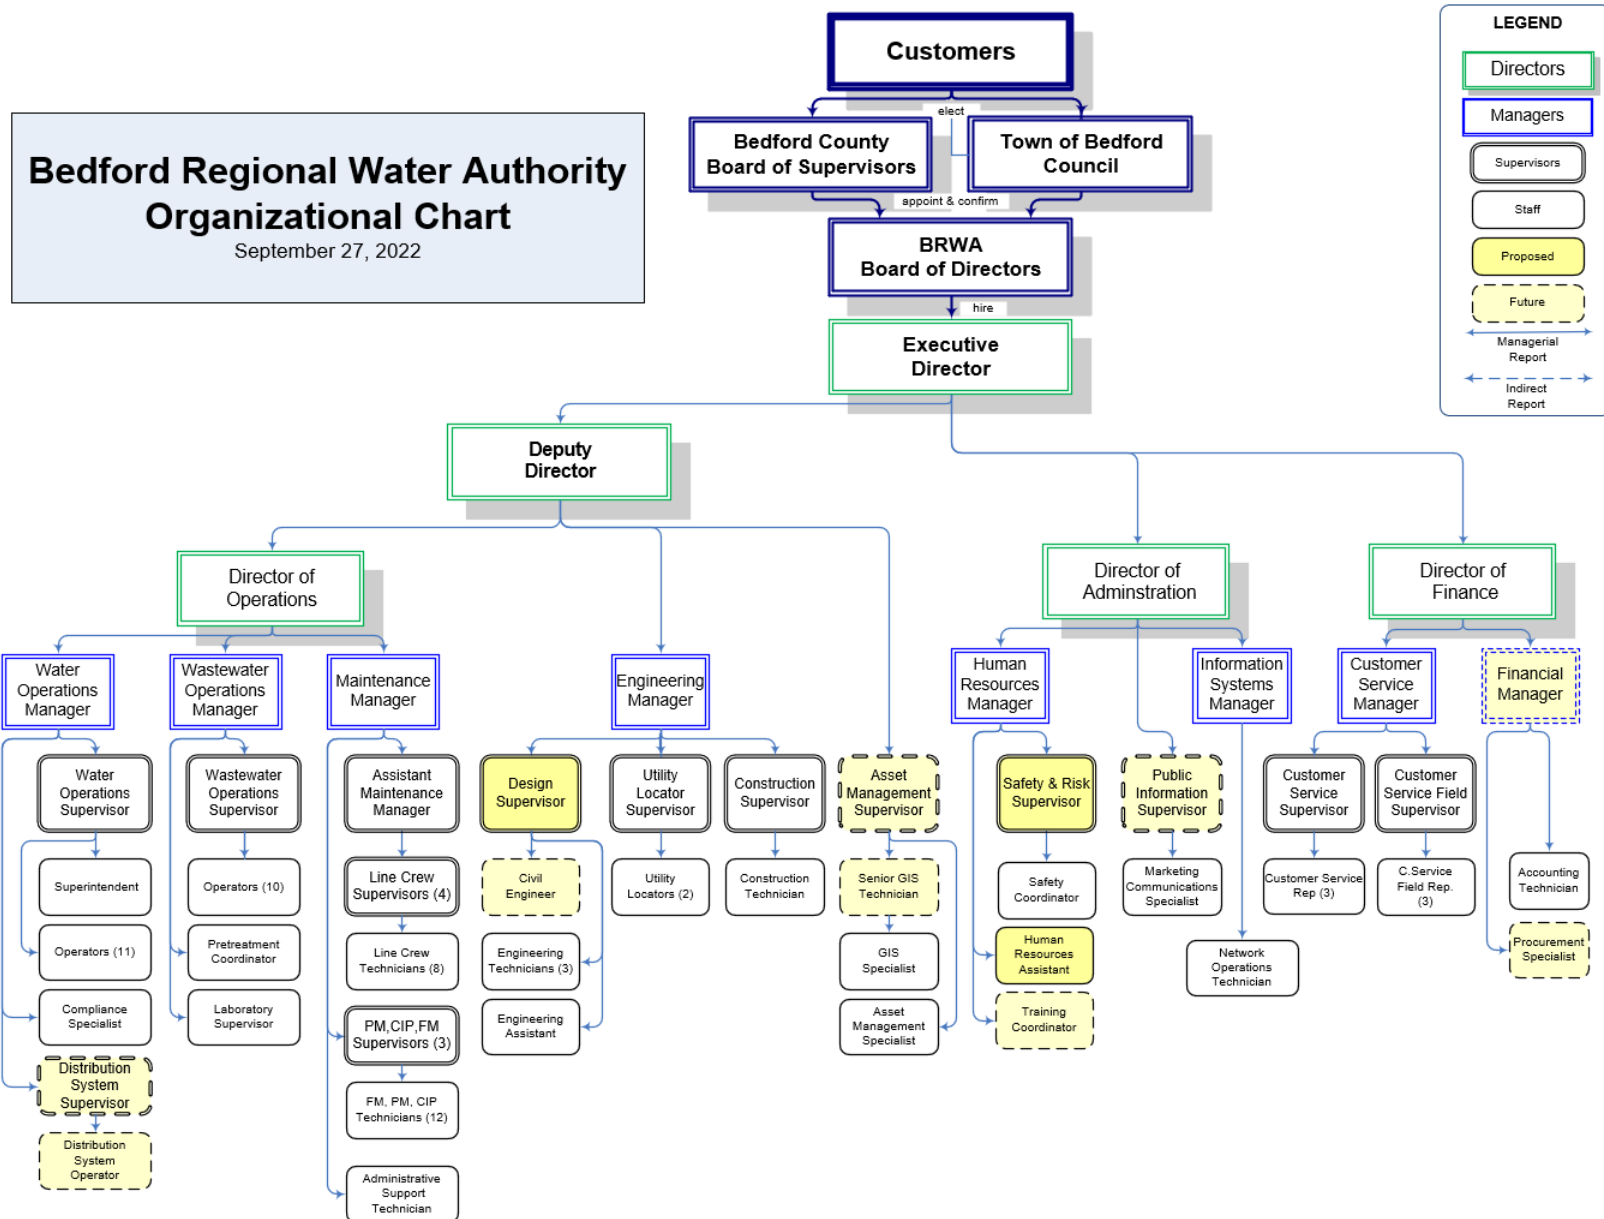 Customers
LEGEND
Directors
Managers
Supervisors
Staff
Proposed
Future
Managerial
Report
Indirect
Report
Bedford Regional Water Authority
Organizational Chart
September 27, 2022
elect
Bedford County
Board of Supervisors
Town of Bedford
Council
appoint & confirm
BRWA
Board of Directors
hire
Executive
Director
Deputy
Director
Director of
Operations
Director of
Adminstration
Director of
Finance
Water
Operations
Manager
Wastewater
Operations
Manager
Maintenance
Manager
Engineering
Manager
Human
Resources
Manager
Information
Systems
Manager
Customer
Service
Manager
Financial
Manager
Water
Operations
Supervisor
Wastewater
Operations
Supervisor
Assistant
Maintenance
Manager
Design
Supervisor
Utility
Locator
Supervisor
Construction
Supervisor
Asset
Management
Supervisor
Safety & Risk
Supervisor
Public
Information
Supervisor
Customer
Service
Supervisor
Customer
Service Field
Supervisor
Superintendent
Operators (10)
Line Crew
Supervisors (4)
Civil
Engineer
Utility
Locators (2)
Construction
Technician
Senior GIS
Technician
Safety
Coordinator
Marketing
Communications
Specialist
Customer Service
Rep (3)
C.Service
Field Rep.
(3)
Accounting
Technician
Operators (11)
Pretreatment
Coordinator
Line Crew
Technicians (8)
Engineering
Technicians (3)
GIS
Specialist
Human
Resources
Assistant
Network
Operations
Technician
Procurement
Specialist
Compliance
Specialist
Laboratory
Supervisor
PM,CIP,FM
Supervisors (3)
Engineering
Assistant
Asset
Management
Specialist
Training
Coordinator
Distribution
System
Supervisor
FM, PM, CIP
Technicians (12)
Distribution
System
Operator
Administrative
Support
Technician